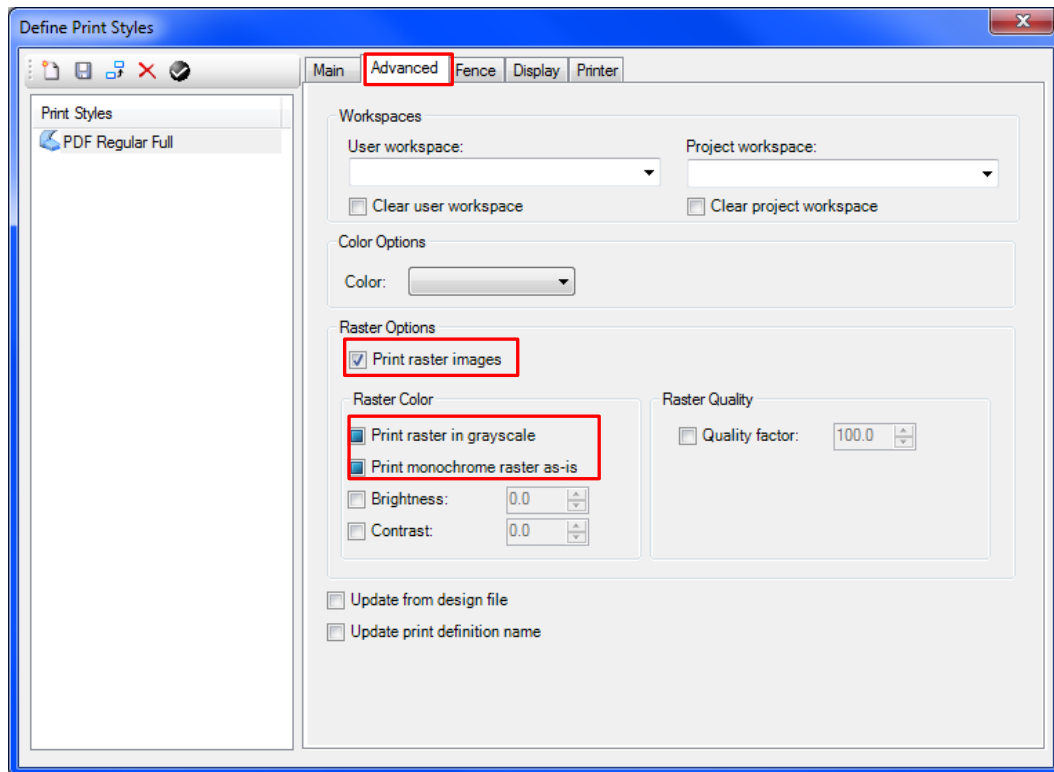 Define Print Styles
Main Advanced Fence Display Printer
Print Styles
PDF Regular Full
Workspaces
User workspace: Project workspace:
Clear user workspace Clear project workspace
Color Options
Color:
Raster Options
Print raster images
Raster Color Raster Quality
Print raster in grayscale Quality factor: 100.0
Print monochrome raster as-is
Brightness: 0.0
Contrast: 0.0
Update from design file
Update print definition name